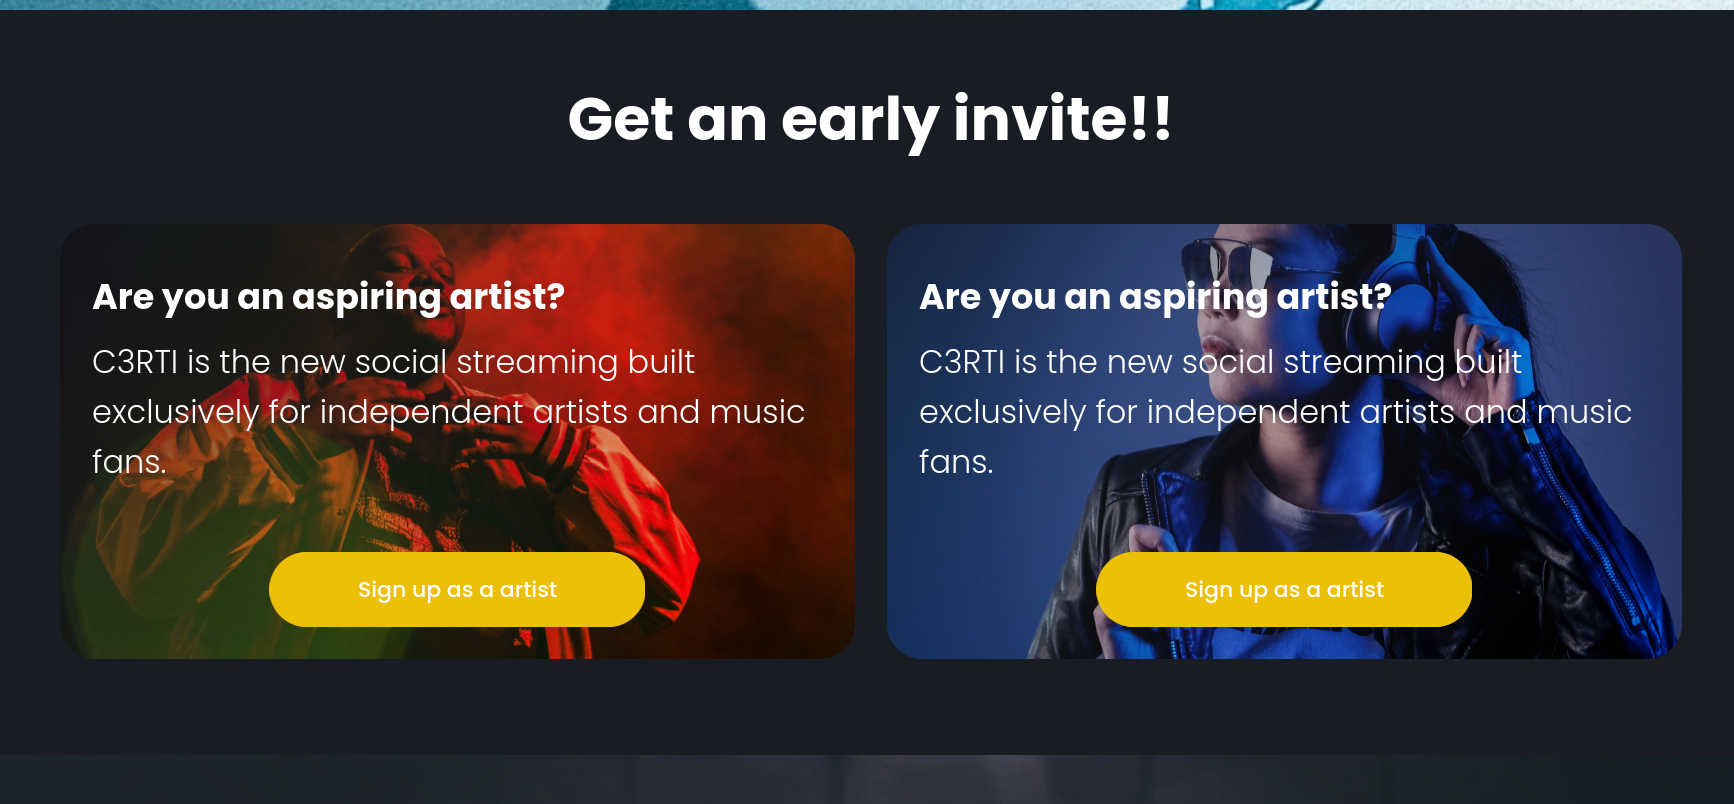 Get an early invite!!
Are you an aspiring artist?
C3RTI is the new social streaming built
exclusively for independent artists and music
fans.
Sign up as a artist
Are you an aspiring artist?
C3RTI is the new social streaming built
exclusively for independent artists and music
fans.
Sign up as a artist